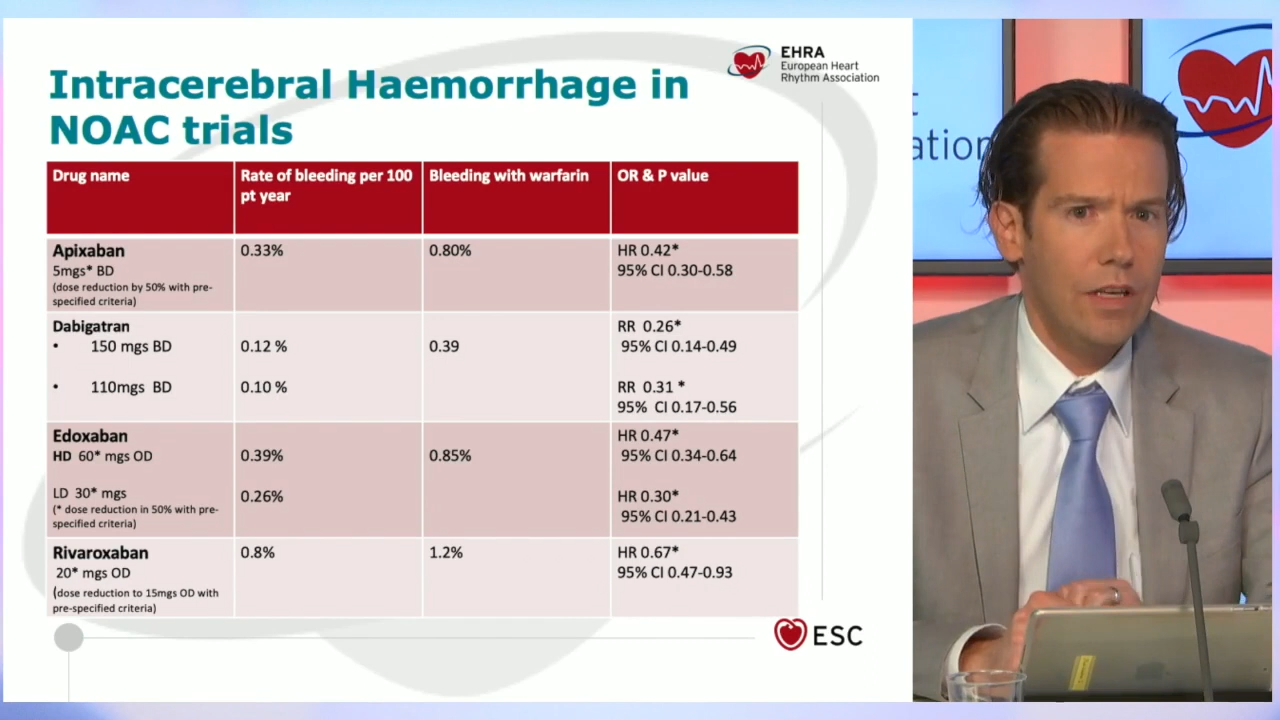 Intracerebral Haemorrhage in
NOAC trials
EHRA
European Heart
Rhythm Association
Drug name
Rate of bleeding per 100
pt year
Bleeding with warfarin
OR & P value
Apixaban
5mgs* BD
(dose reduction by 50% with pre-
specified criteria)
0.33%
0.80%
HR 0.42*
95% CI 0.30-0.58
Dabigatran
• 150 mgs BD
• 110mgs BD
0.12 %
0.10 %
0.39
RR 0.26*
95% CI 0.14-0.49
RR 0.31 *
95% CI 0.17-0.56
Edoxaban
HD 60* mgs OD
LD 30* mgs
(* dose reduction in 50% with pre-
specified criteria)
0.39%
0.26%
0.85%
HR 0.47*
95% CI 0.34-0.64
HR 0.30*
95% CI 0.21-0.43
Rivaroxaban
20* mgs OD
(dose reduction to 15mgs OD with
pre-specified criteria)
0.8%
1.2%
HR 0.67*
95% CI 0.47-0.93
ESC
t
ation